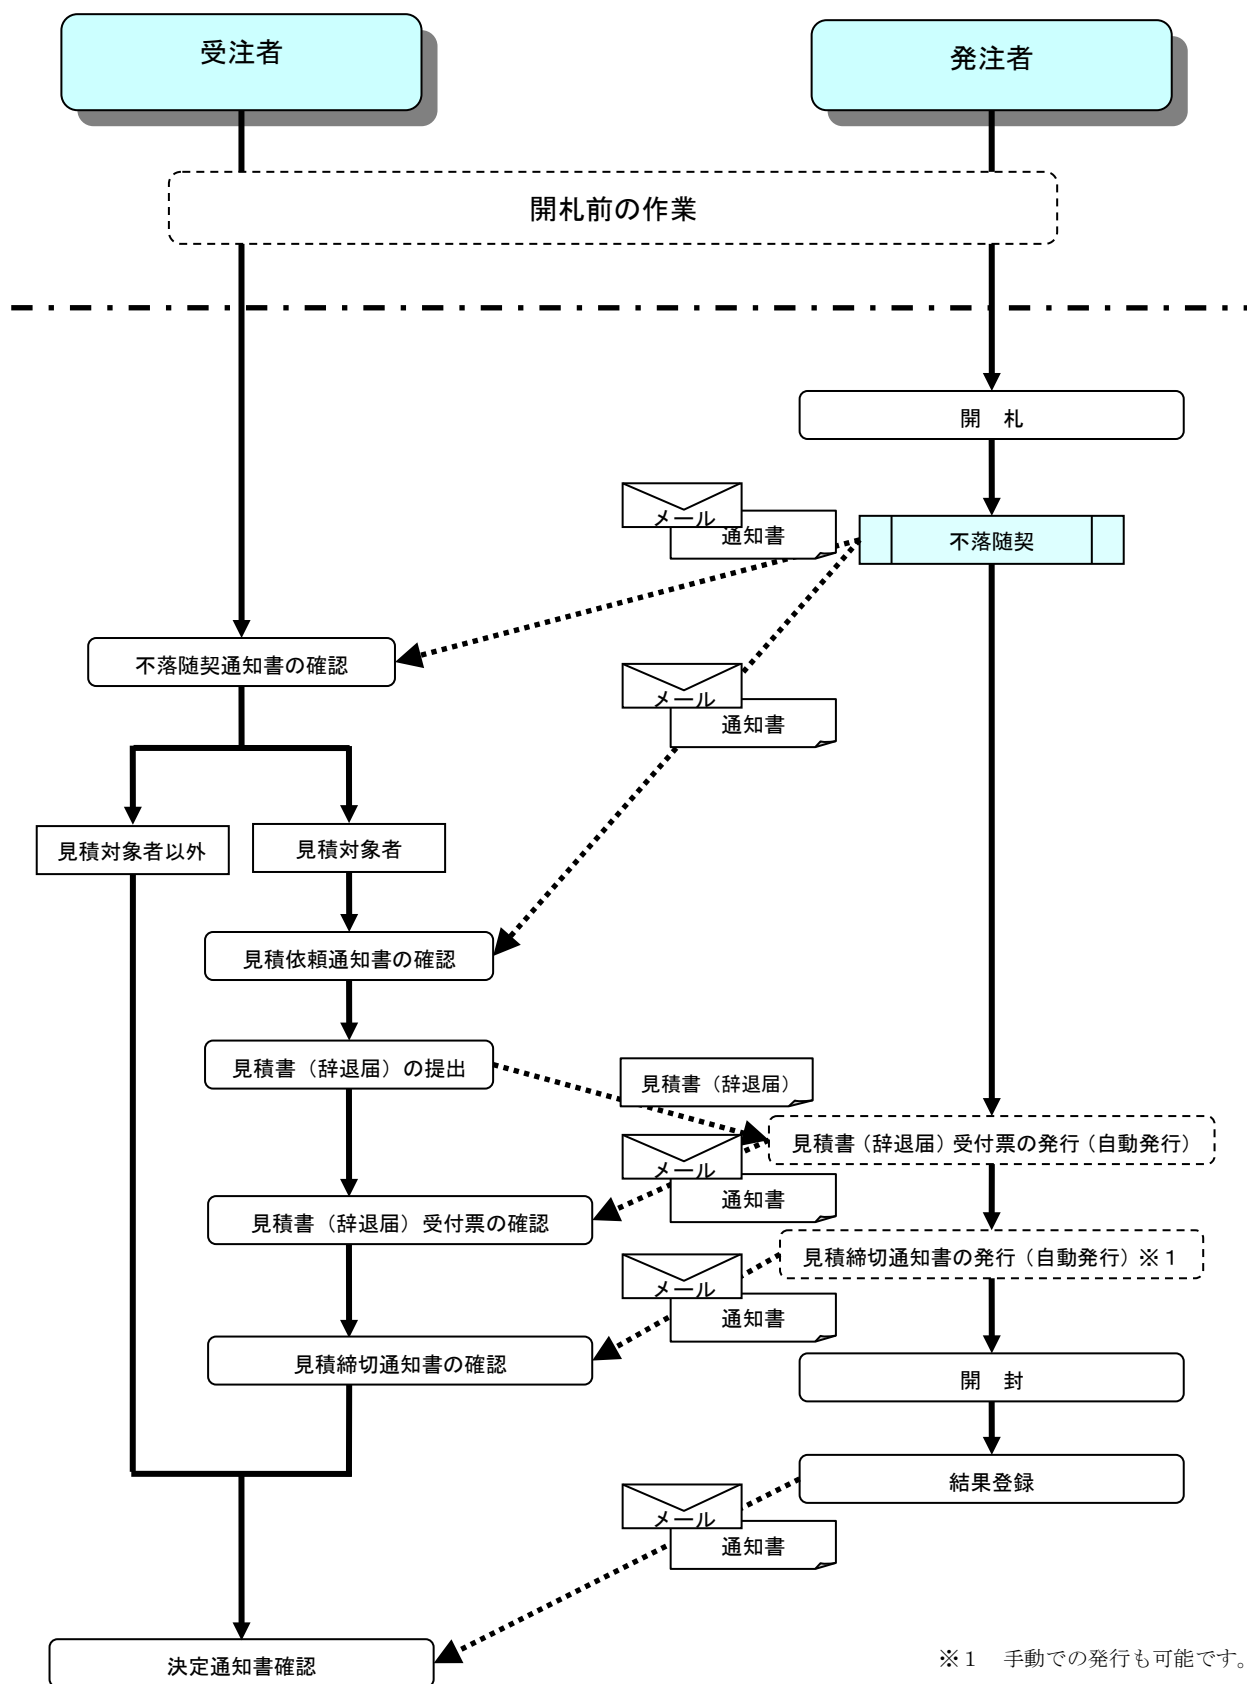 受注者
発注者
開札前の作業
開　札
メール
通知書
不落随契
不落随契通知書の確認
メール
通知書
見積対象者以外
見積対象者
見積依頼通知書の確認
見積書（辞退届）の提出
見積書（辞退届）
見積書（辞退届）受付票の発行（自動発行）
メール
通知書
見積書（辞退届）受付票の確認
見積締切通知書の発行（自動発行）※１
メール
通知書
見積締切通知書の確認
開　封
結果登録
メール
通知書
決定通知書確認
※１　手動での発行も可能です。